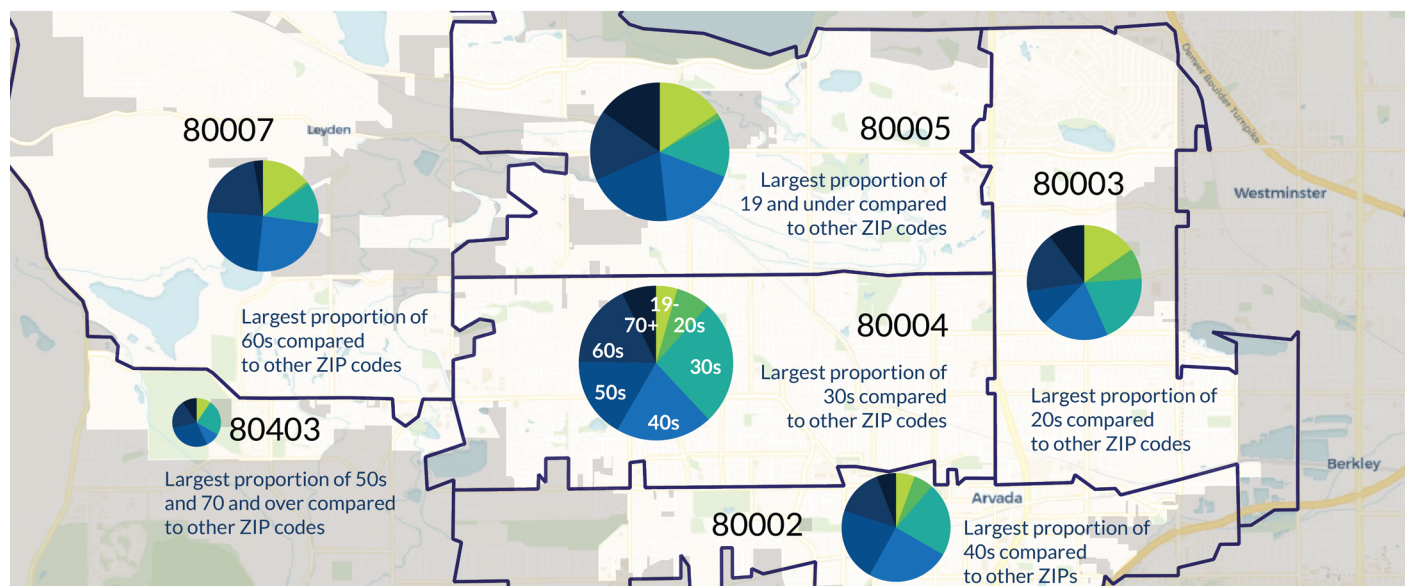 80007
Leyden
Largest proportion of
60s compared
to other ZIP codes
80403
Largest proportion of 50s
and 70 and over compared
to other ZIP codes
80005
Largest proportion of
19 and under compared
to other ZIP codes
19-
20s
30s
40s
50s
60s
70+
80004
Largest proportion of
30s compared
to other ZIP codes
80003
Largest proportion of
20s compared
to other ZIP codes
80002
Arvada
Largest proportion of
40s compared
to other ZIPs
Denver Boulder Turnpike
Westminster
Berkley